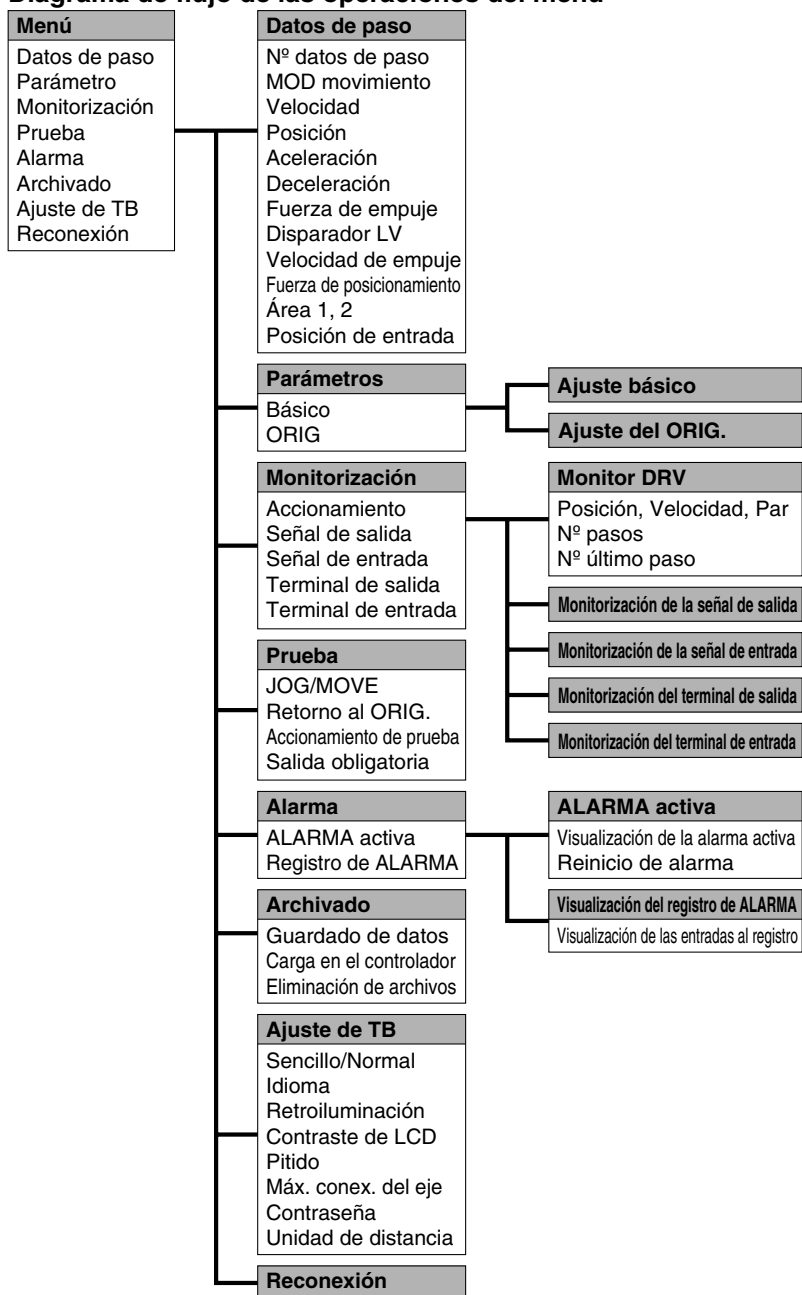 Diagrama de flujo de las operaciones del menú
Menú
Datos de paso
Parámetro
Monitorización
Prueba
Alarma
Archivado
Ajuste de TB
Reconexión
Datos de paso
Nº datos de paso
MOD movimiento
Velocidad
Posición
Aceleración
Deceleración
Fuerza de empuje
Disparador LV
Velocidad de empuje
Fuerza de posicionamiento
Área 1, 2
Posición de entrada
Parámetros
Básico
ORIG
Ajuste básico
Ajuste del ORIG.
Monitorización
Accionamiento
Señal de salida
Señal de entrada
Terminal de salida
Terminal de entrada
Monitor DRV
Posición, Velocidad, Par
Nº pasos
Nº último paso
Monitorización de la señal de salida
Monitorización de la señal de entrada
Monitorización del terminal de salida
Monitorización del terminal de entrada
Prueba
JOG/MOVE
Retorno al ORIG.
Accionamiento de prueba
Salida obligatoria
Alarma
ALARMA activa
Registro de ALARMA
ALARMA activa
Visualización de la alarma activa
Reinicio de alarma
Visualización del registro de ALARMA
Visualización de las entradas al registro
Archivado
Guardado de datos
Carga en el controlador
Eliminación de archivos
Ajuste de TB
Sencillo/Normal
Idioma
Retroiluminación
Contraste de LCD
Pitido
Máx. conex. del eje
Contraseña
Unidad de distancia
Reconexión